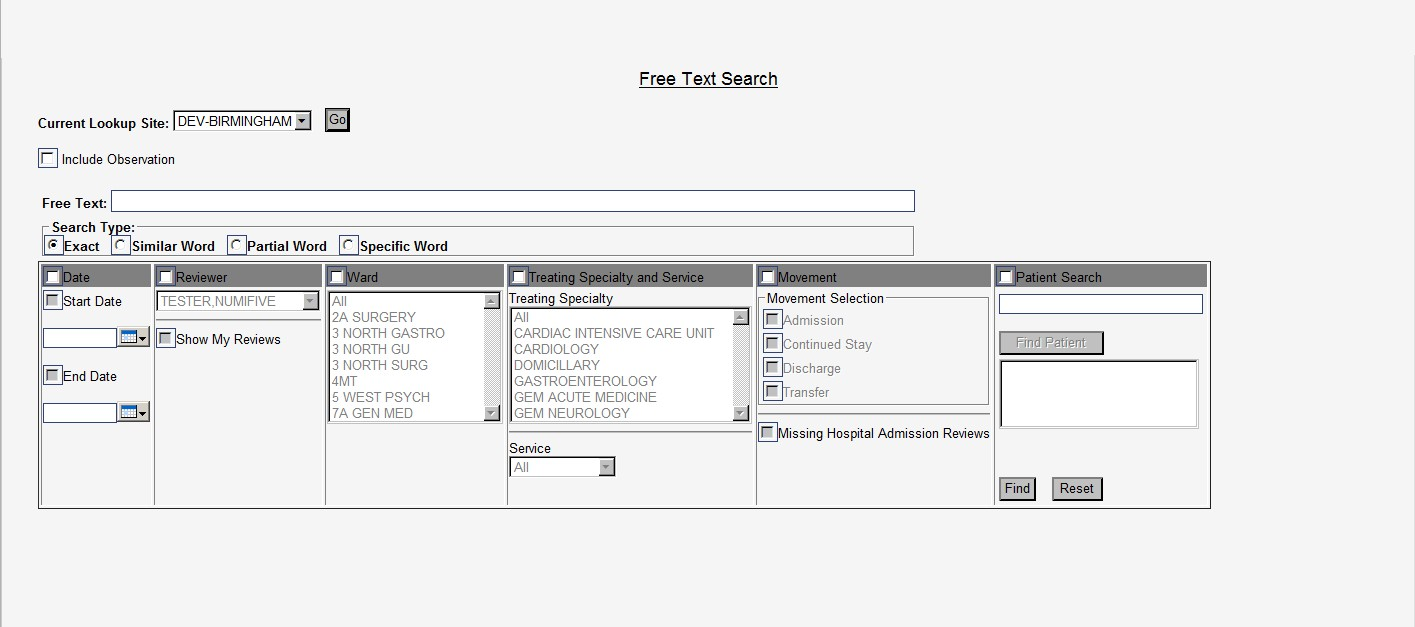 Free Text Search
Current Lookup Site: DEV-BIRMINGHAM Go
Include Observation
Free Text:
Search Type:
Exact Similar Word Partial Word Specific Word
Date
Start Date
End Date
Reviewer
TESTER,NUMIFIVE
Show My Reviews
Ward
All
2A SURGERY
3 NORTH GASTRO
3 NORTH GU
3 NORTH SURG
4MT
5 WEST PSYCH
7A GEN MED
Treating Specialty and Service
Treating Specialty
All
CARDIAC INTENSIVE CARE UNIT
CARDIOLOGY
DOMICILLARY
GASTROENTEROLOGY
GEM ACUTE MEDICINE
GEM NEUROLOGY
Service
All
Movement
Movement Selection
Admission
Continued Stay
Discharge
Transfer
Missing Hospital Admission Reviews
Patient Search
Find Patient
Find Reset